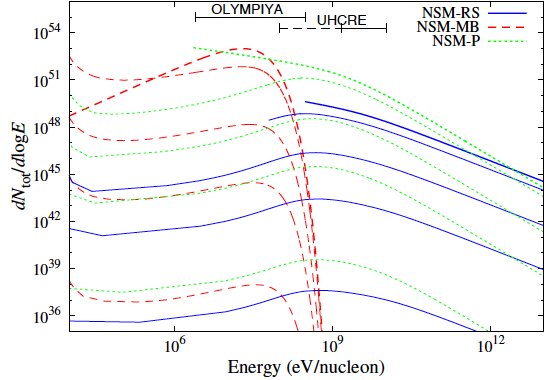 OLYMPIYA
UHCRE
NSM-RS
NSM-MB
NSM-P
10^54
10^51
10^48
10^45
10^42
10^39
10^36
dN_tot/dlogE
10^6
10^9
10^12
Energy (eV/nucleon)